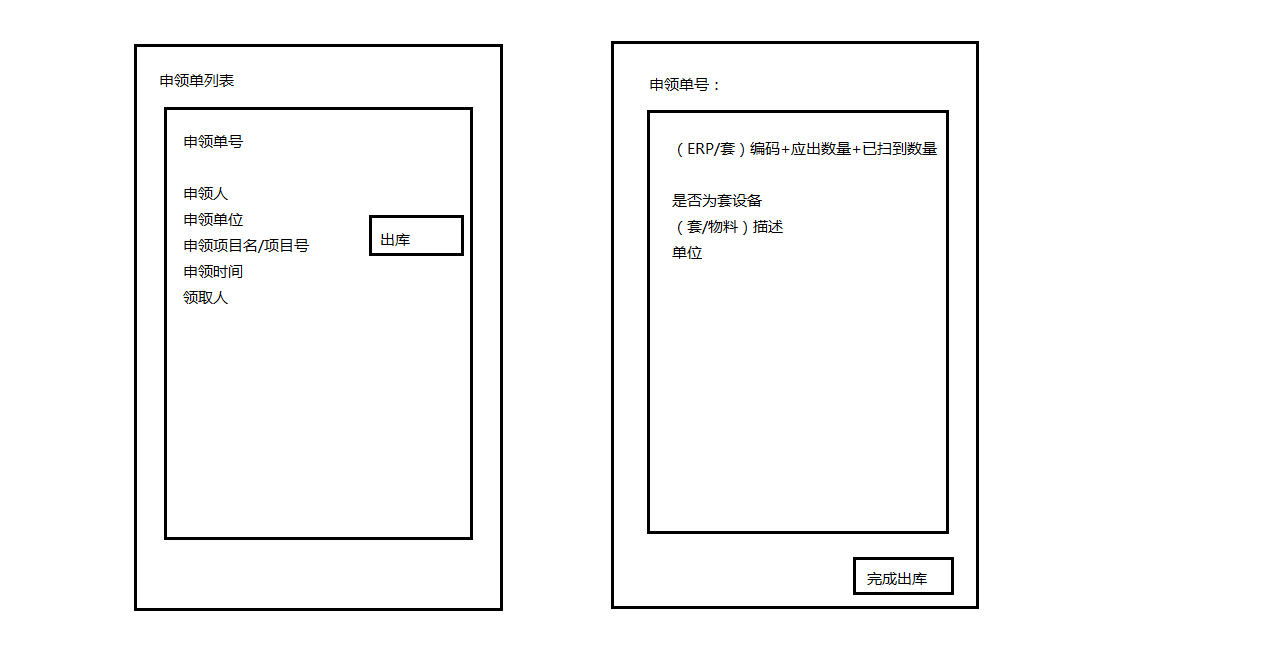 申领单列表
申领单号
申领人
申领单位
申领项目名/项目号
申领时间
领取人
出库
申领单号：
（ERP/套）编码+应出数量+已扫到数量
是否为套设备
（套/物料）描述
单位
完成出库